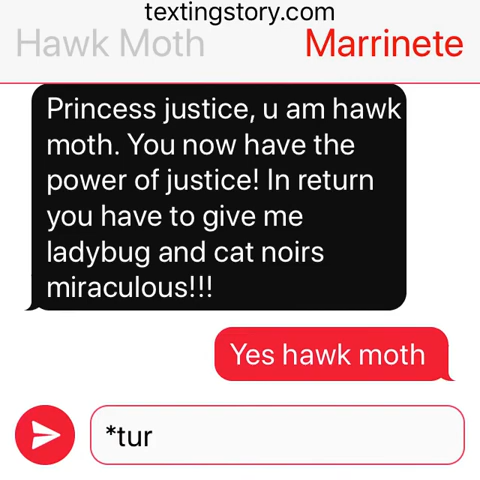 textingstory.com
Hawk Moth Marrinete
Princess justice, u am hawk
moth. You now have the
power of justice! In return
you have to give me
ladybug and cat noirs
miraculous!!!
Yes hawk moth
*tur